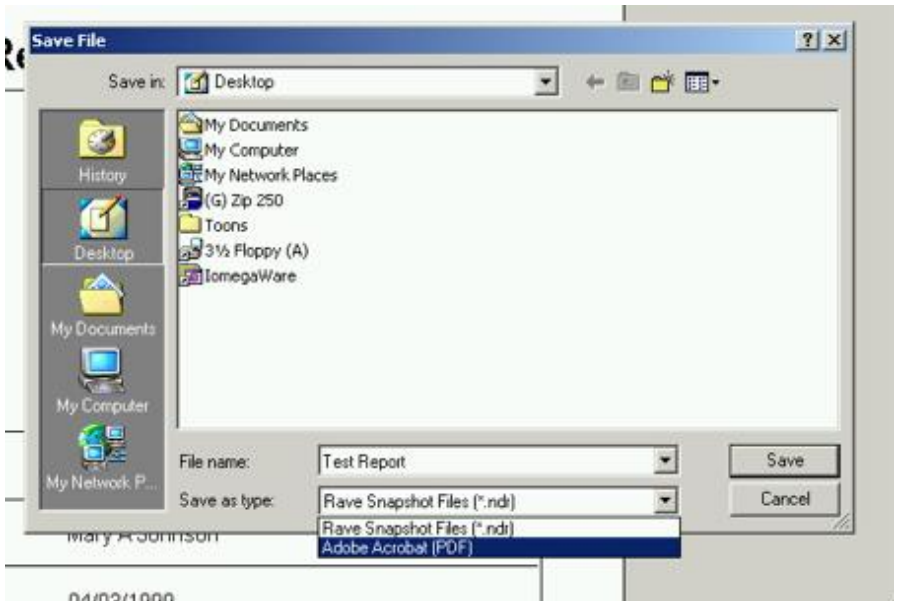 Re
Save File
Save in: Desktop
History
Desktop
My Documents
My Computer
My Network P...
My Documents
My Computer
My Network Places
(G) Zip 250
Toons
3½ Floppy (A)
IomegaWare
File name: Test Report
Save
Save as type: Rave Snapshot Files (*.ndr)
Cancel
Rave Snapshot Files (*.ndr)
Adobe Acrobat (PDF)
Mary A Johnson
04/03/1999